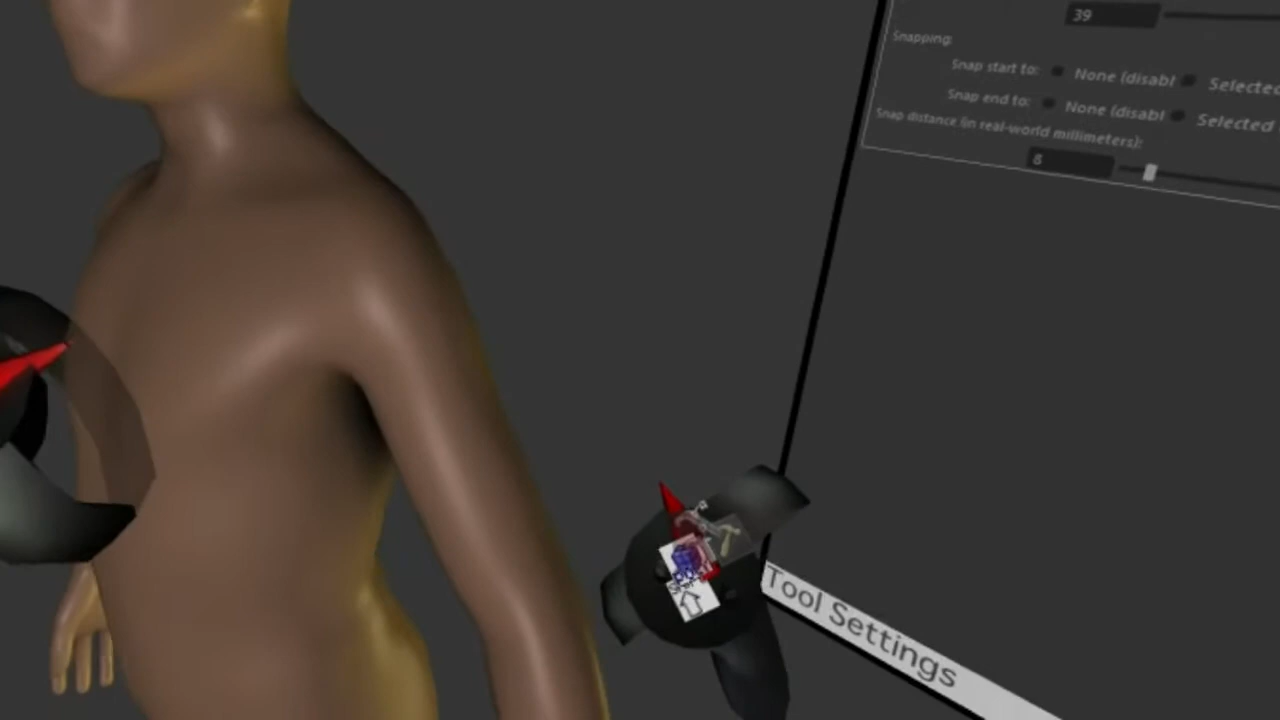 39
Snapping:
Snap start to: None (disabl Selected
Snap end to: None (disabl Selected
Snap distance (in real-world millimeters):
6
Tool Settings